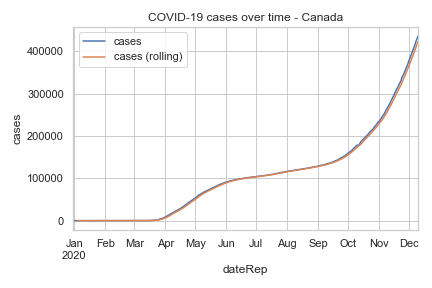 COVID-19 cases over time - Canada
cases
cases (rolling)
400000
300000
200000
100000
0
cases
Jan Feb Mar Apr May Jun Jul Aug Sep Oct Nov Dec
2020
dateRep